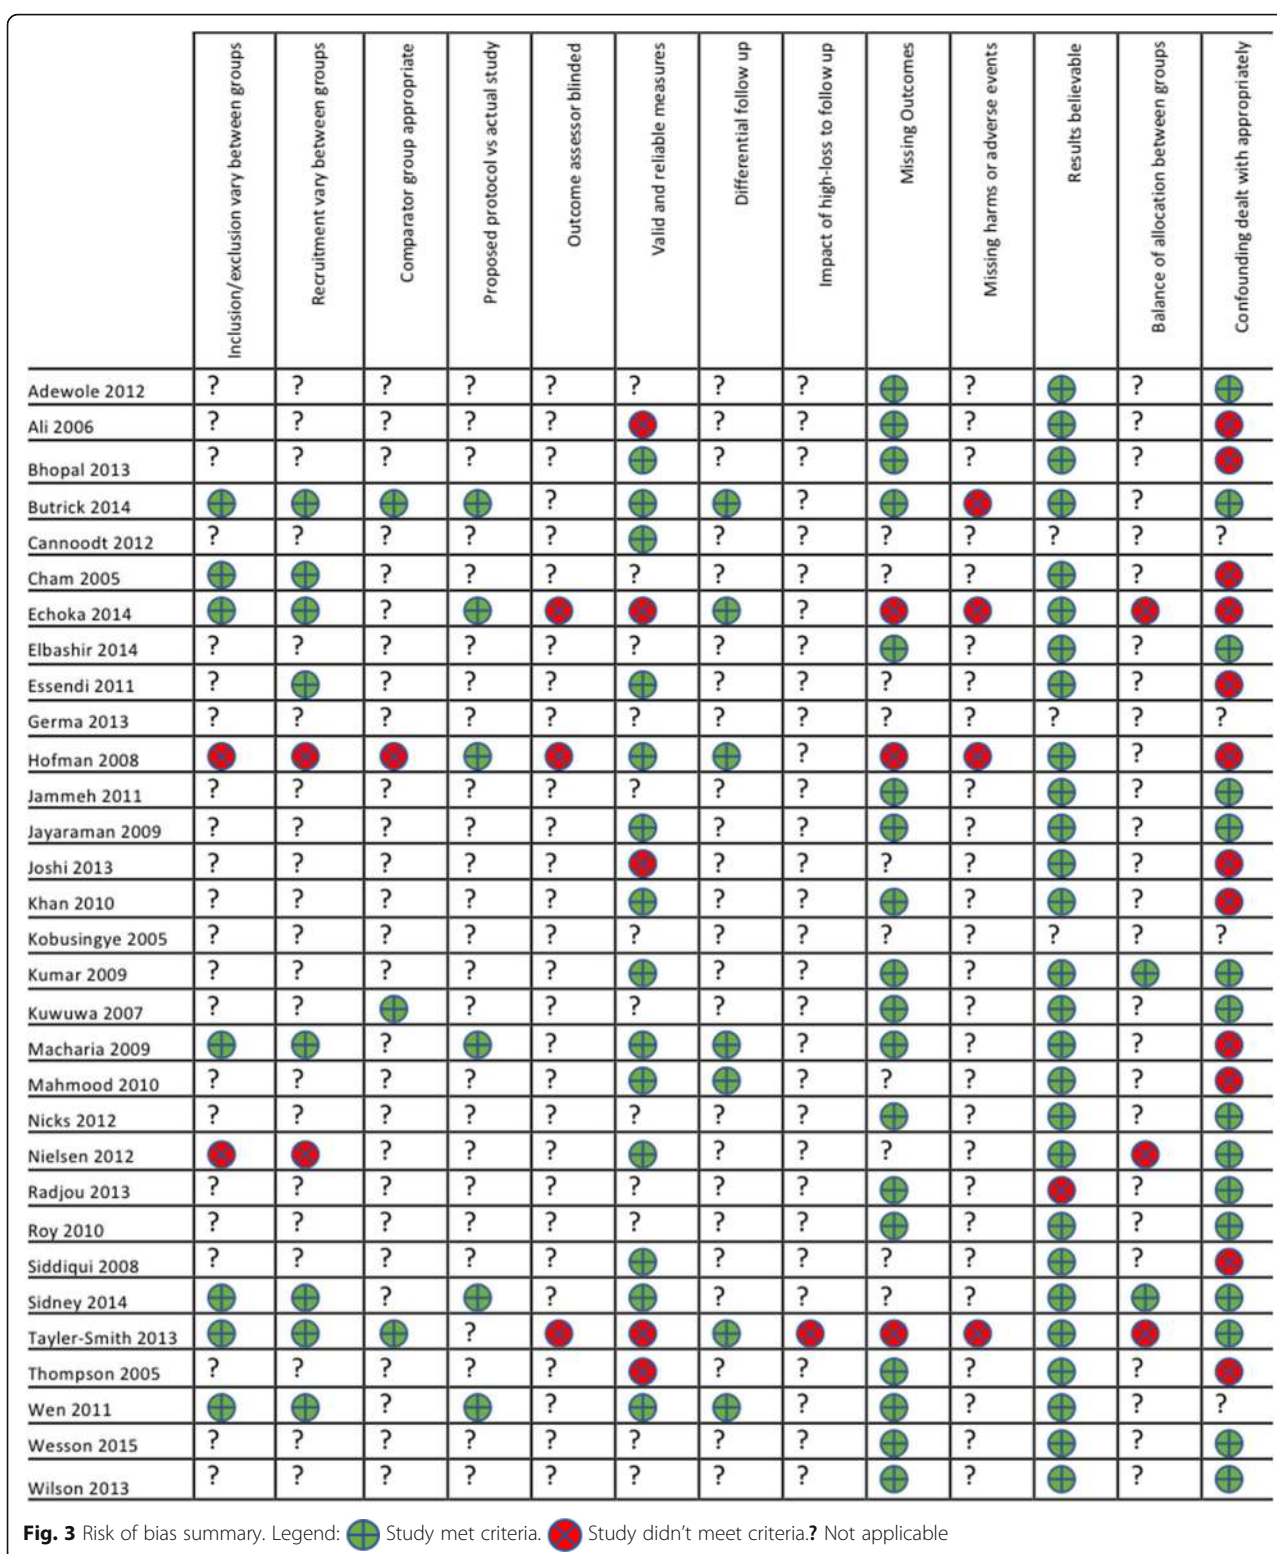 Inclusion/exclusion vary between groups
Recruitment vary between groups
Comparator group appropriate
Proposed protocol vs actual study
Outcome assessor blinded
Valid and reliable measures
Differential follow up
Impact of high-loss to follow up
Missing Outcomes
Missing harms or adverse events
Results believable
Balance of allocation between groups
Confounding dealt with appropriately
Adewole 2012 ? ? ? ? ? ? ? ? ? ?
Ali 2006 ? ? ? ? ? ? ? ? ?
Bhopal 2013 ? ? ? ? ? ? ? ? ?
Butrick 2014 ? ? ?
Cannoodt 2012 ? ? ? ? ? ? ? ? ? ? ? ?
Cham 2005 ? ? ? ? ? ? ? ? ?
Echoka 2014 ? ?
Elbashir 2014 ? ? ? ? ? ? ? ? ? ?
Essendi 2011 ? ? ? ? ? ? ? ? ?
Germa 2013 ? ? ? ? ? ? ? ? ? ? ? ? ?
Hofman 2008 ? ?
Jammeh 2011 ? ? ? ? ? ? ? ? ? ?
Jayaraman 2009 ? ? ? ? ? ? ? ? ?
Joshi 2013 ? ? ? ? ? ? ? ? ? ?
Khan 2010 ? ? ? ? ? ? ? ? ?
Kobusingye 2005 ? ? ? ? ? ? ? ? ? ? ? ? ?
Kumar 2009 ? ? ? ? ? ? ? ?
Kuwuwa 2007 ? ? ? ? ? ? ? ? ?
Macharia 2009 ? ? ? ? ?
Mahmood 2010 ? ? ? ? ? ? ? ? ?
Nicks 2012 ? ? ? ? ? ? ? ? ? ?
Nielsen 2012 ? ? ? ? ? ? ?
Radjou 2013 ? ? ? ? ? ? ? ? ? ?
Roy 2010 ? ? ? ? ? ? ? ? ? ?
Siddiqui 2008 ? ? ? ? ? ? ? ? ? ?
Sidney 2014 ? ? ? ? ? ?
Tayler-Smith 2013 ?
Thompson 2005 ? ? ? ? ? ? ? ? ?
Wen 2011 ? ? ? ? ? ?
Wesson 2015 ? ? ? ? ? ? ? ? ? ?
Wilson 2013 ? ? ? ? ? ? ? ? ? ?
Fig. 3 Risk of bias summary. Legend: Study met criteria. Study didn't meet criteria.? Not applicable